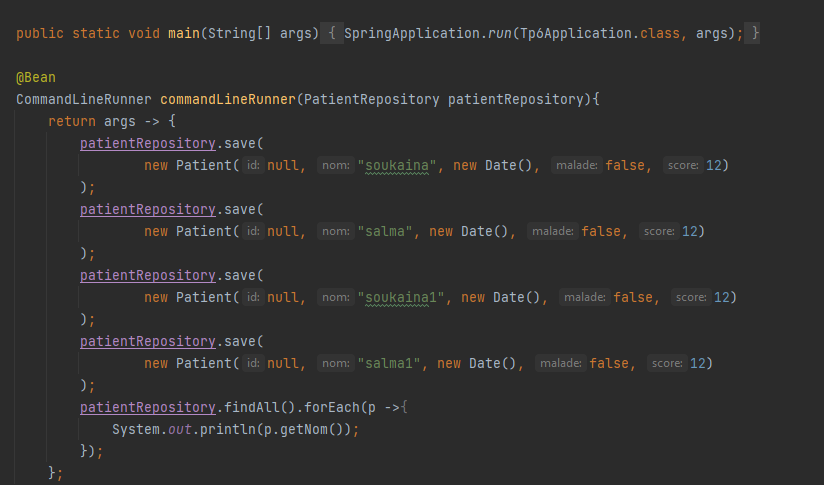 public static void main(String[] args) { SpringApplication.run(Tp6Application.class, args); }
@Bean
CommandLineRunner commandLineRunner(PatientRepository patientRepository){
return args -> {
patientRepository.save(
new Patient( id: null, nom: "soukaina", new Date(), malade: false, score: 12)
);
patientRepository.save(
new Patient( id: null, nom: "salma", new Date(), malade: false, score: 12)
);
patientRepository.save(
new Patient( id: null, nom: "soukaina1", new Date(), malade: false, score: 12)
);
patientRepository.save(
new Patient( id: null, nom: "salma1", new Date(), malade: false, score: 12)
);
patientRepository.findAll().forEach(p ->{
System.out.println(p.getNom());
});
};